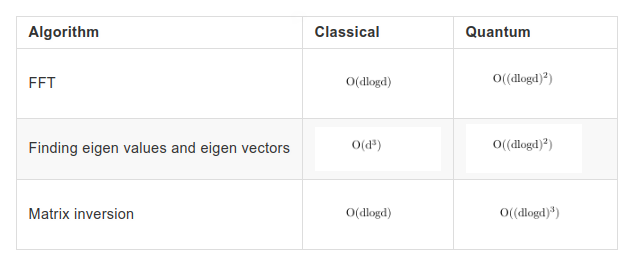 Algorithm Classical Quantum
FFT O(dlogd) O((dlogd)²)
Finding eigen values and eigen vectors O(d³) O((dlogd)²)
Matrix inversion O(dlogd) O((dlogd)³)